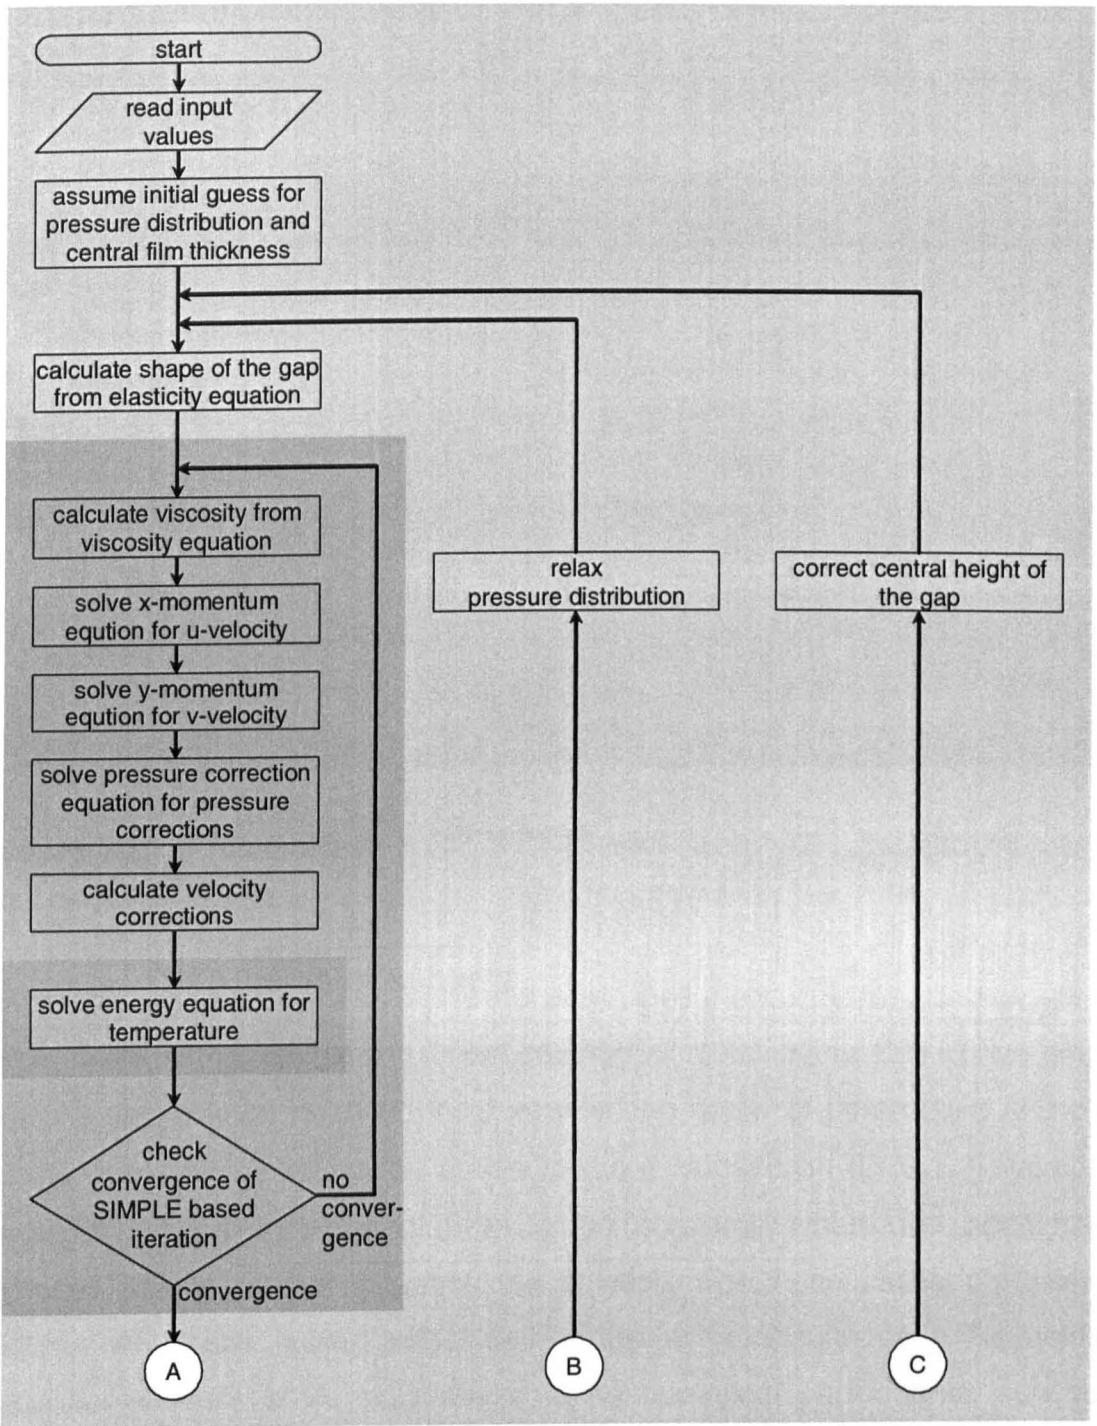 start
read input
values
assume initial guess for
pressure distribution and
central film thickness
calculate shape of the gap
from elasticity equation
calculate viscosity from
viscosity equation
solve x-momentum
eqution for u-velocity
solve y-momentum
eqution for v-velocity
solve pressure correction
equation for pressure
corrections
calculate velocity
corrections
solve energy equation for
temperature
check
convergence of
SIMPLE based
iteration
no
conver-
gence
convergence
A
relax
pressure distribution
B
correct central height of
the gap
C